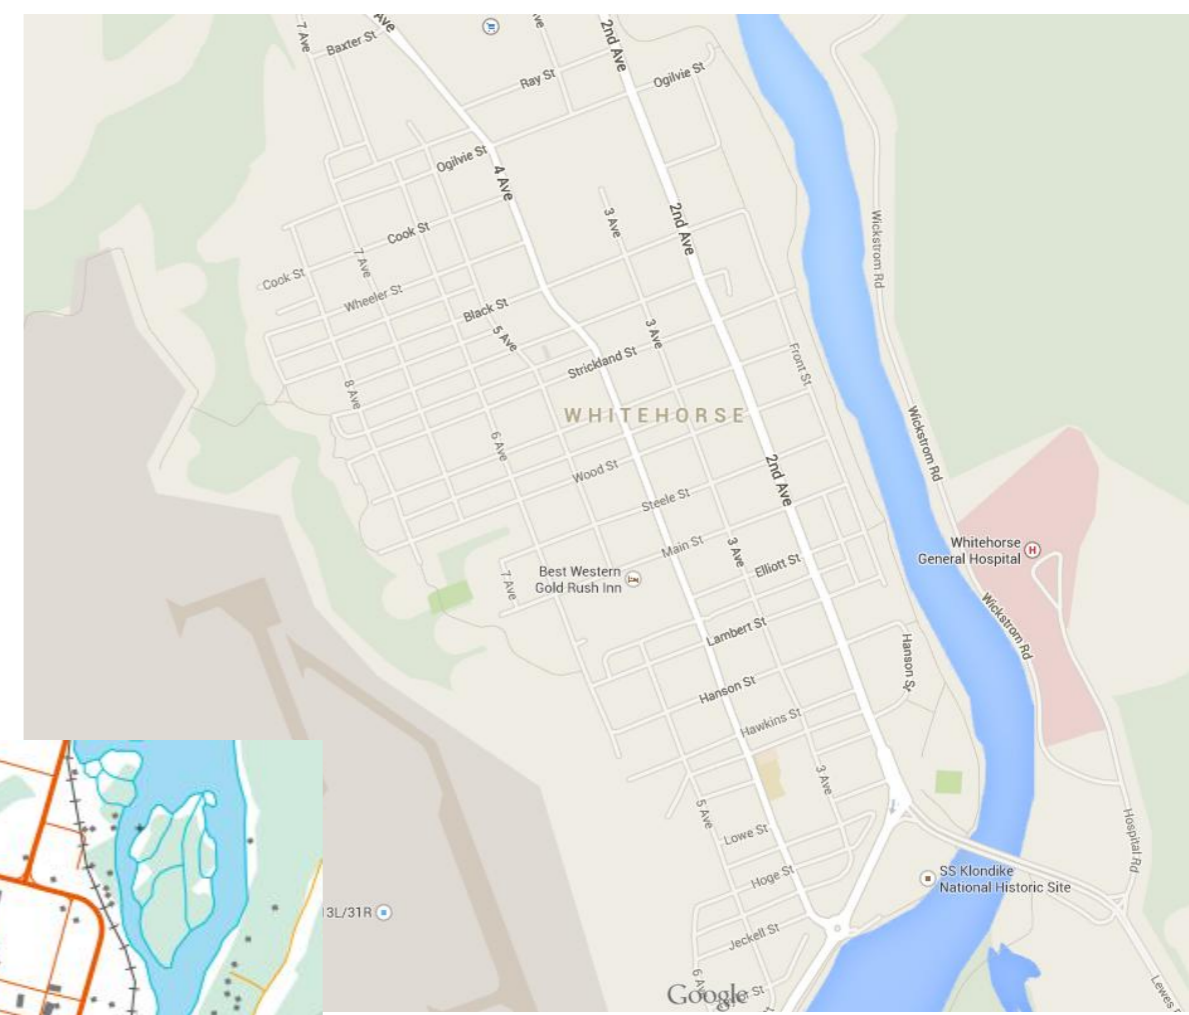 7 Ave
Ave
ve
2nd Ave
Baxter St
Ray St
Ogilvie St
Ogilvie St
4 Ave
3 Ave
2nd Ave
Cook St
7 Ave
Cook St
Wickstrom Rd
Wheeler St
Black St
5 Ave
3 Ave
Strickland St
Front St
8 Ave
WHITEHORSE
6 Ave
Wickstrom Rd
Wood St
2nd Ave
Steele St
Main St
3 Ave
Elliott St
Whitehorse
General Hospital
H
7 Ave
Best Western
Gold Rush Inn
Wickstrom Rd
Lambert St
Hanson St
Hanson St
Hawkins St
3 Ave
5 Ave
Lowe St
Hospital Rd
Hoge St
SS Klondike
National Historic Site
13L/31R
Jeckell St
6 Av
Google
St
Lewes